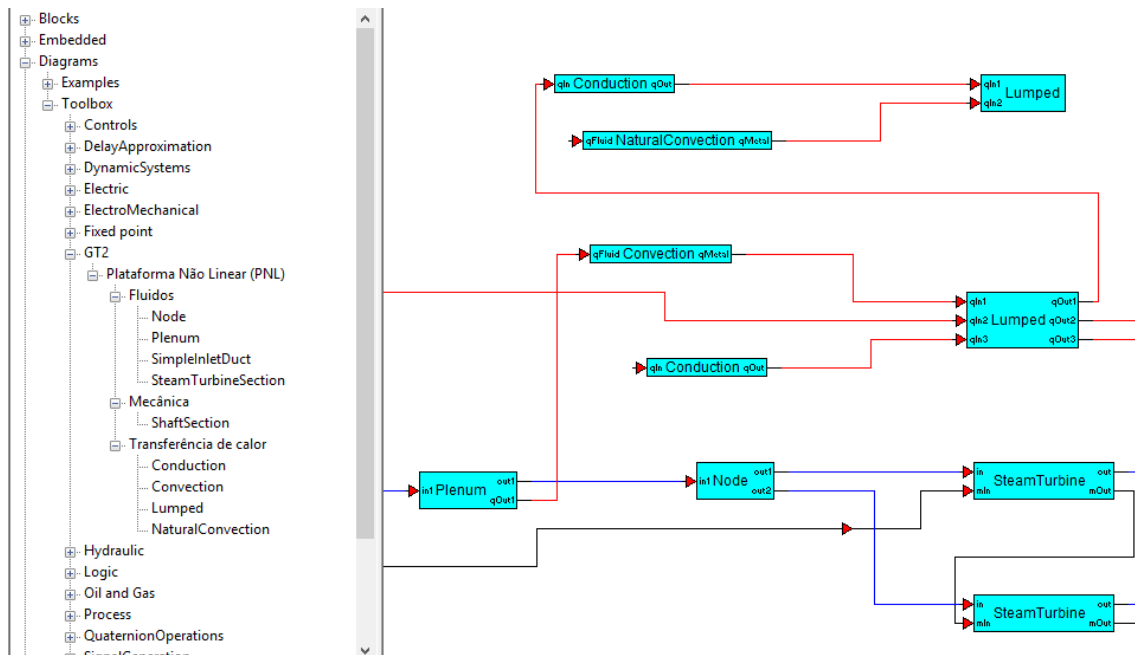 Blocks
Embedded
Diagrams
Examples
Toolbox
Controls
DelayApproximation
DynamicSystems
Electric
ElectroMechanical
Fixed point
GT2
Plataforma Não Linear (PNL)
Fluidos
Node
Plenum
SimpleInletDuct
SteamTurbineSection
Mecânica
ShaftSection
Transferência de calor
Conduction
Convection
Lumped
NaturalConvection
Hydraulic
Logic
Oil and Gas
Process
QuaternionOperations
SignalGeneration
qIn Conduction qOut
qIn1
qIn2
Lumped
qFluid NaturalConvection qMetal
qFluid Convection qMetal
qIn1 qOut1
qIn2 Lumped qOut2
qIn3 qOut3
qIn Conduction qOut
in1 Plenum
out1
qOut1
in1 Node
out1
out2
in out
SteamTurbine
mIn mOut
in out
SteamTurbine
mIn mOut